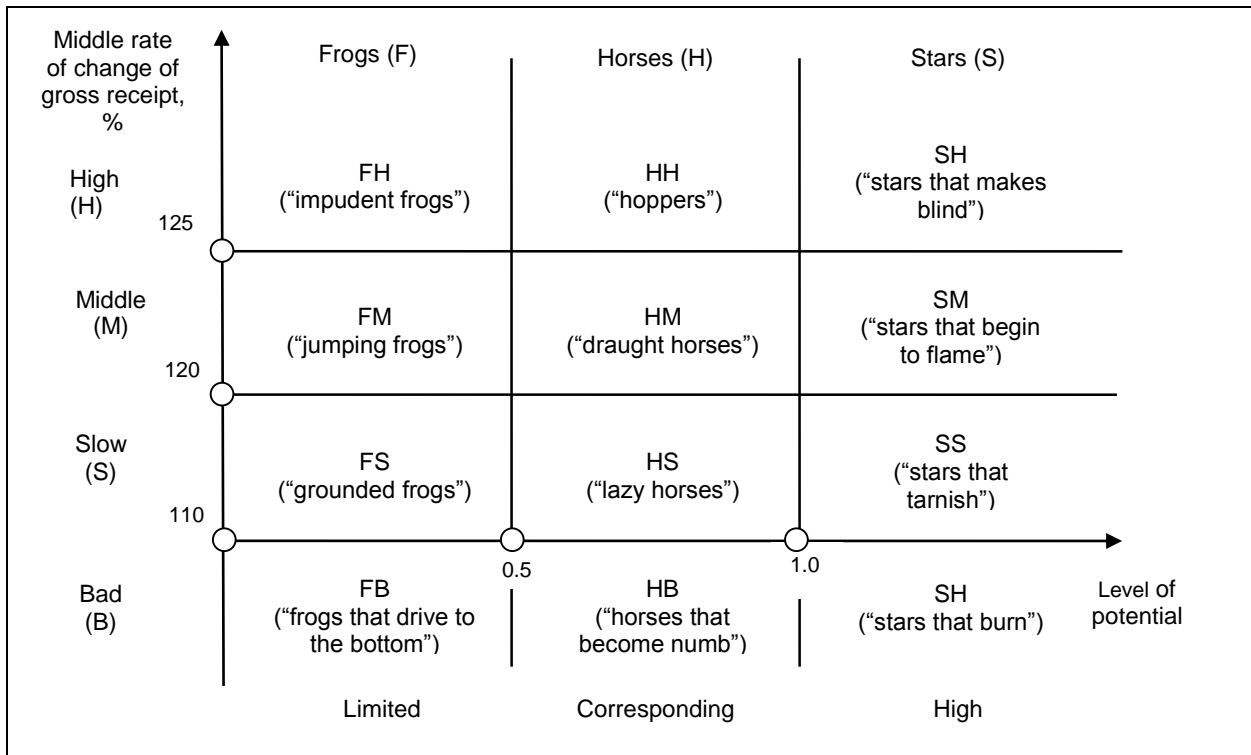 Middle rate
of change of
gross receipt,
%
Frogs (F)
Horses (H)
Stars (S)
High
(H)
FH
(“impudent frogs”)
HH
(“hoppers”)
SH
(“stars that makes
blind”)
125
Middle
(M)
FM
(“jumping frogs”)
HM
(“draught horses”)
SM
(“stars that begin
to flame”)
120
Slow
(S)
FS
(“grounded frogs”)
HS
(“lazy horses”)
SS
(“stars that
tarnish”)
110
0.5
1.0
Bad
(B)
FB
(“frogs that drive to
the bottom”)
HB
(“horses that
become numb”)
SH
(“stars that burn”)
Level of
potential
Limited
Corresponding
High